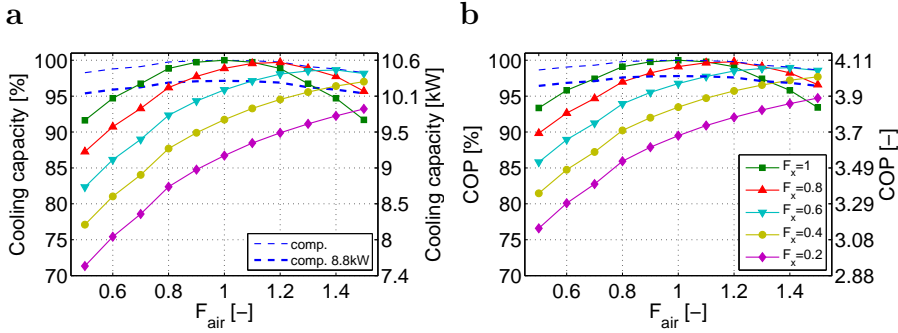 a
Cooling capacity [%]
100
95
90
85
80
75
70
0.6
0.8
1
1.2
1.4
F_air [–]
10.6
10.1
9.5
9
8.5
8
7.4
Cooling capacity [kW]
comp.
comp. 8.8kW
b
COP [%]
100
95
90
85
80
75
70
0.6
0.8
1
1.2
1.4
F_air [–]
4.11
3.9
3.7
3.49
3.29
3.08
2.88
COP [–]
F_x=1
F_x=0.8
F_x=0.6
F_x=0.4
F_x=0.2